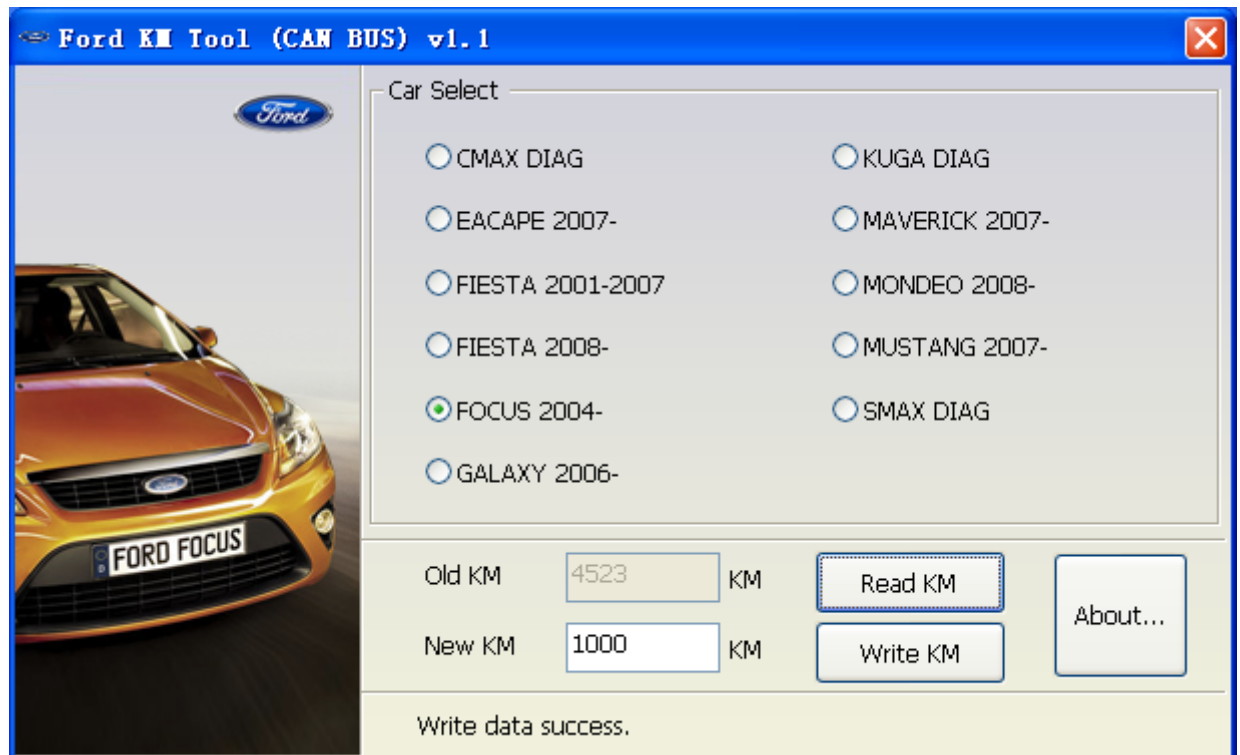 Ford KM Tool (CAN BUS) v1.1
Ford
Car Select
CMAX DIAG
KUGA DIAG
EACAPE 2007-
MAVERICK 2007-
FIESTA 2001-2007
MONDEO 2008-
FIESTA 2008-
MUSTANG 2007-
FOCUS 2004-
SMAX DIAG
GALAXY 2006-
FORD FOCUS
Old KM 4523 KM Read KM
About...
New KM 1000 KM Write KM
Write data success.